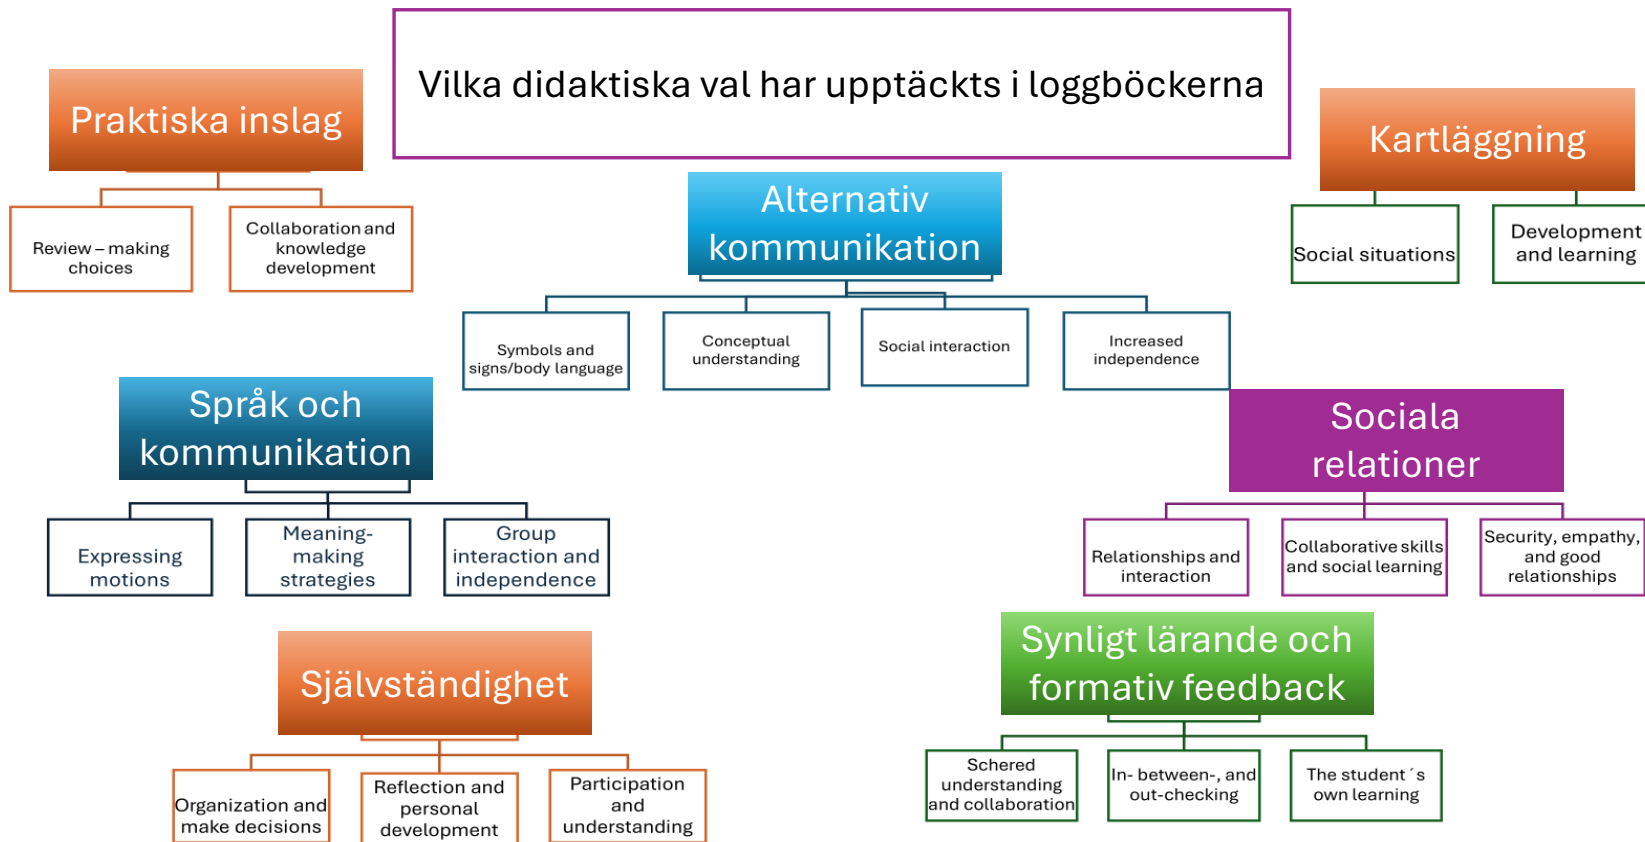 Vilka didaktiska val har upptäckts i loggböckerna
Praktiska inslag
Review – making
choices
Collaboration and
knowledge
development
Kartläggning
Social situations
Development
and learning
Alternativ
kommunikation
Symbols and
signs/body language
Conceptual
understanding
Social interaction
Increased
independence
Språk och
kommunikation
Expressing
motions
Meaning-
making
strategies
Group
interaction and
independence
Sociala
relationer
Relationships and
interaction
Collaborative skills
and social learning
Security, empathy,
and good
relationships
Självständighet
Organization and
make decisions
Reflection and
personal
development
Participation
and
understanding
Synligt lärande och
formativ feedback
Schered
understanding
and collaboration
In- between-, and
out-checking
The student´s
own learning